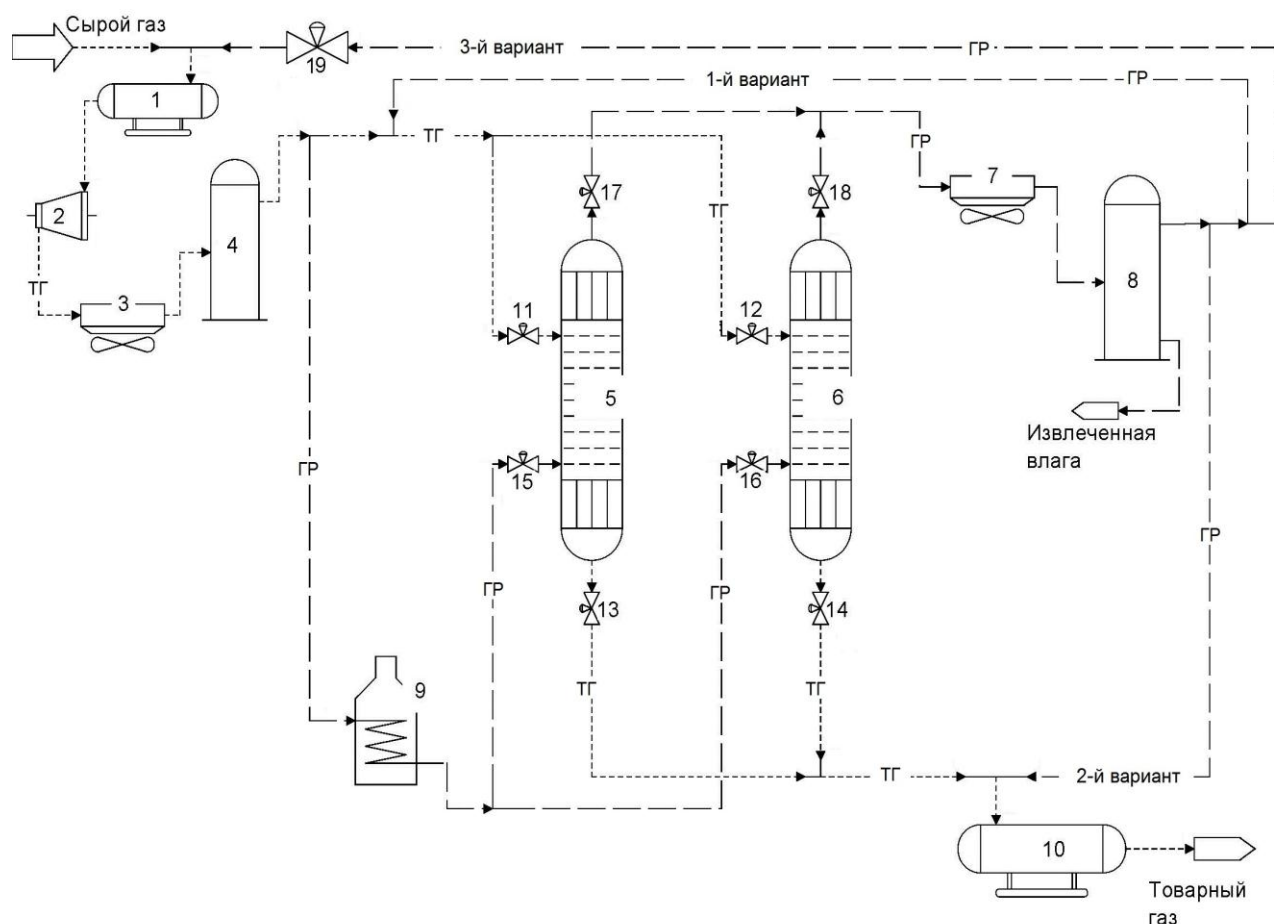 Сырой газ
19
3-й вариант
ГР
1
1-й вариант
ГР
ТГ
ГР
2
4
17
18
7
ТГ
ТГ
3
8
11
12
5
6
Извлеченная
влага
15
16
ГР
ГР
ГР
ГР
13
14
9
ТГ
ТГ
ТГ
2-й вариант
10
Товарный
газ